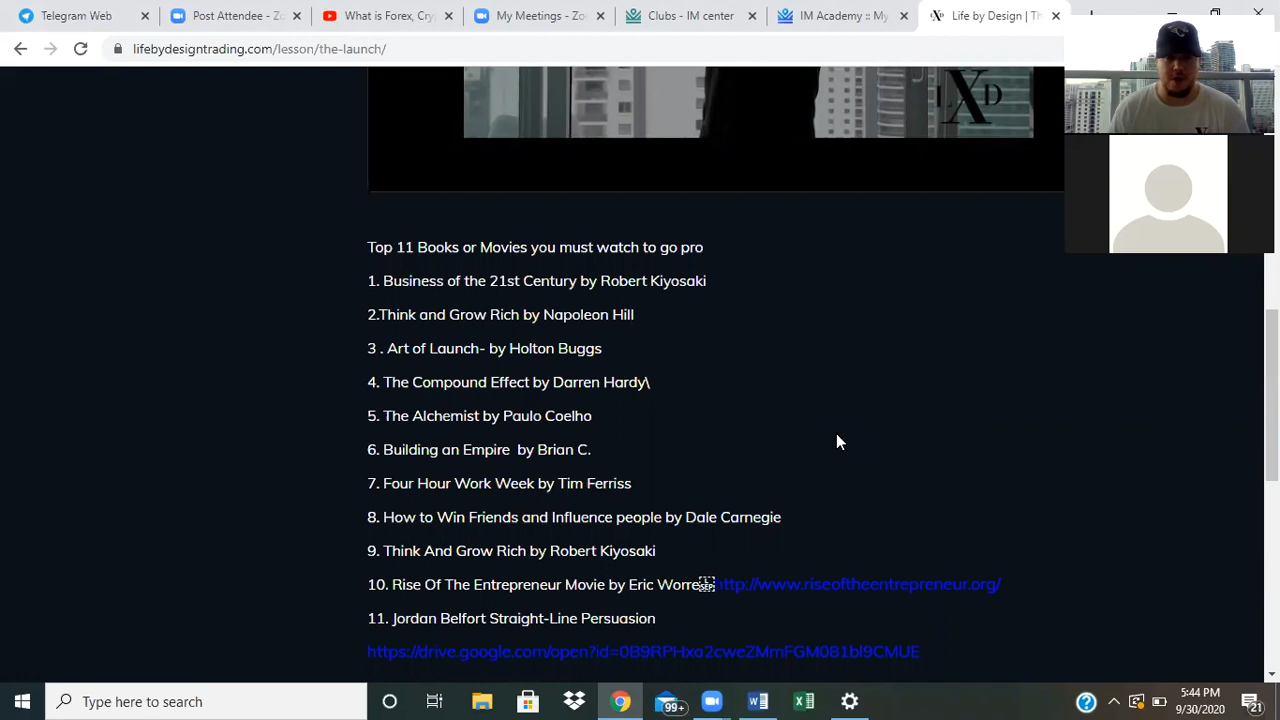 Telegram Web
Post Attendee - Zo
What is Forex, Cry
My Meetings - Zo
Clubs - IM center
IM Academy :: My
Life by Design | Th
lifebydesigntrading.com/lesson/the-launch/
LXD
Top 11 Books or Movies you must watch to go pro
1. Business of the 21st Century by Robert Kiyosaki
2.Think and Grow Rich by Napoleon Hill
3 . Art of Launch- by Holton Buggs
4. The Compound Effect by Darren Hardy\
5. The Alchemist by Paulo Coelho
6. Building an Empire  by Brian C.
7. Four Hour Work Week by Tim Ferriss
8. How to Win Friends and Influence people by Dale Carnegie
9. Think And Grow Rich by Robert Kiyosaki
10. Rise Of The Entrepreneur Movie by Eric Worre http://www.riseoftheentrepreneur.org/
11. Jordan Belfort Straight-Line Persuasion
https://drive.google.com/open?id=0B9RPHxa2cweZMmFGM081bl9CMUE
Type here to search
99+
5:44 PM
9/30/2020
21